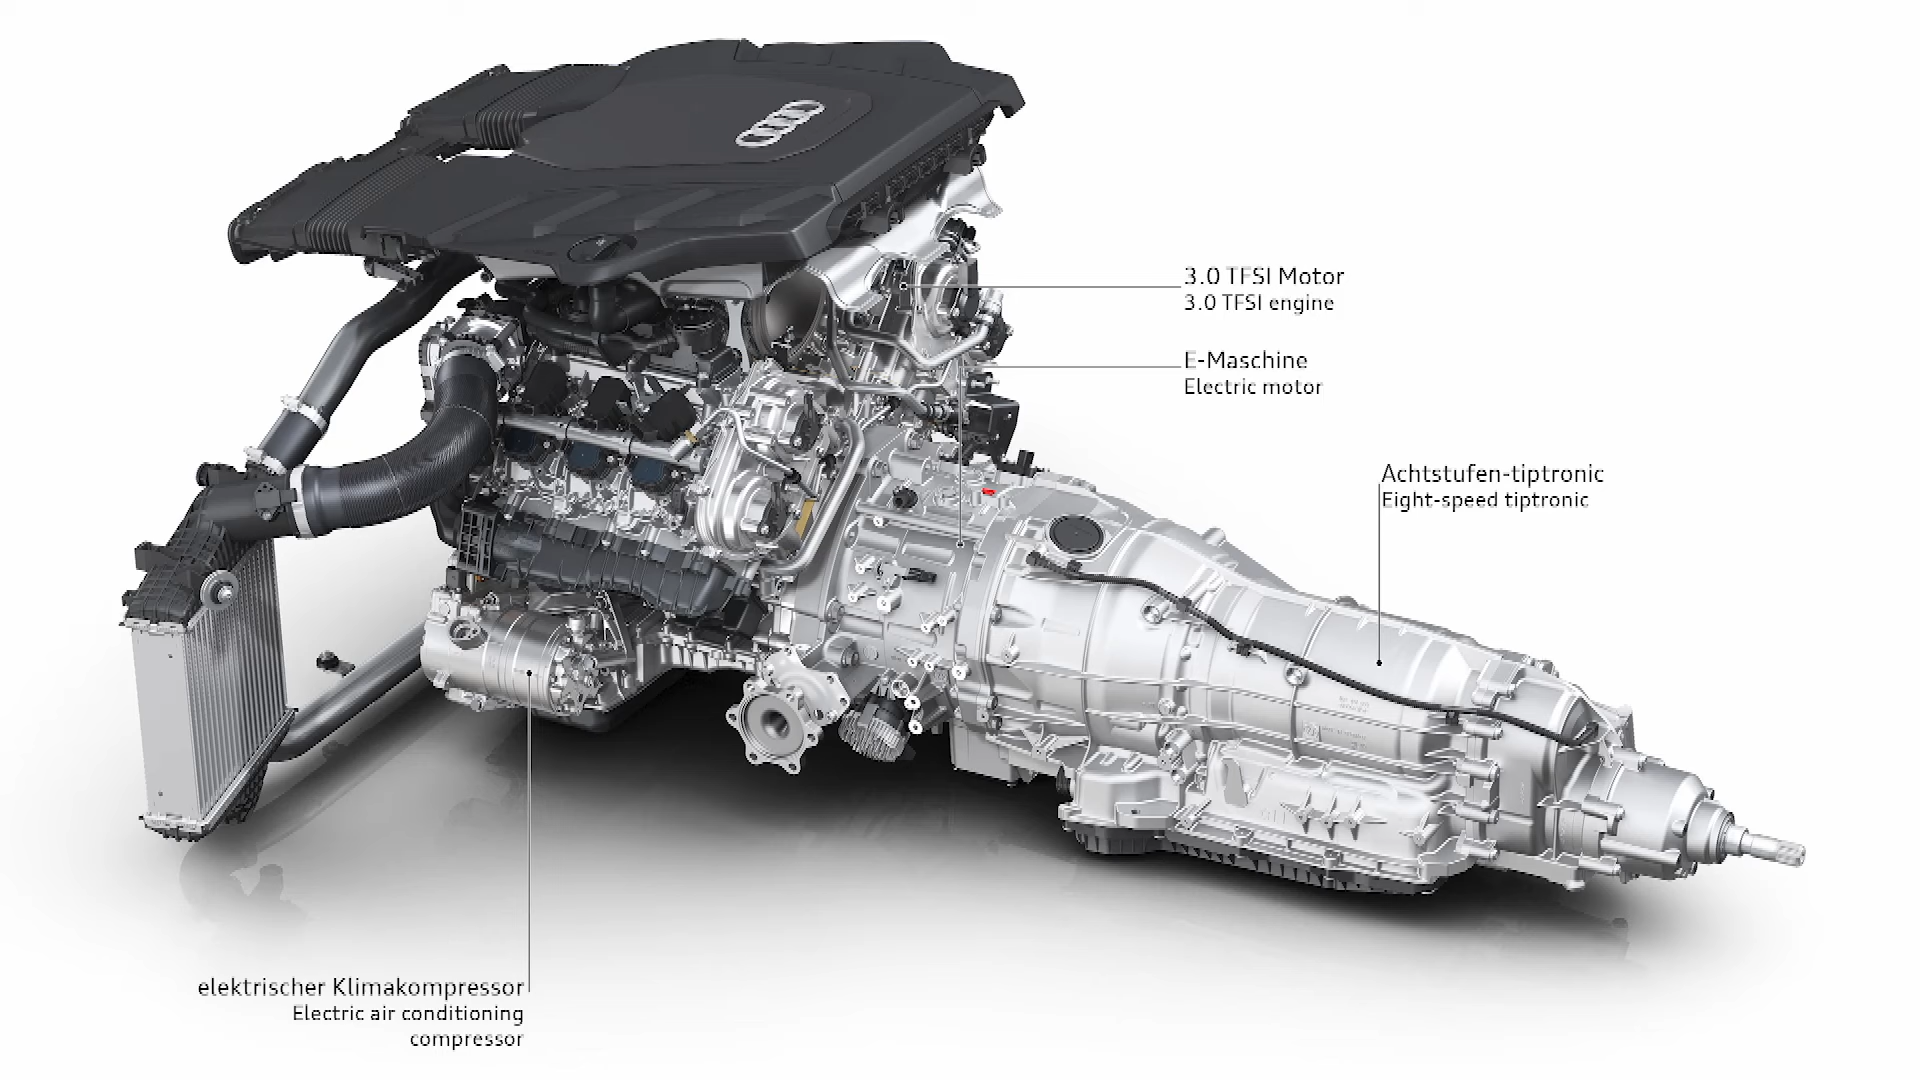 3.0 TFSI Motor
3.0 TFSI engine
E-Maschine
Electric motor
Achtstufen-tiptronic
Eight-speed tiptronic
elektrischer Klimakompressor
Electric air conditioning
compressor